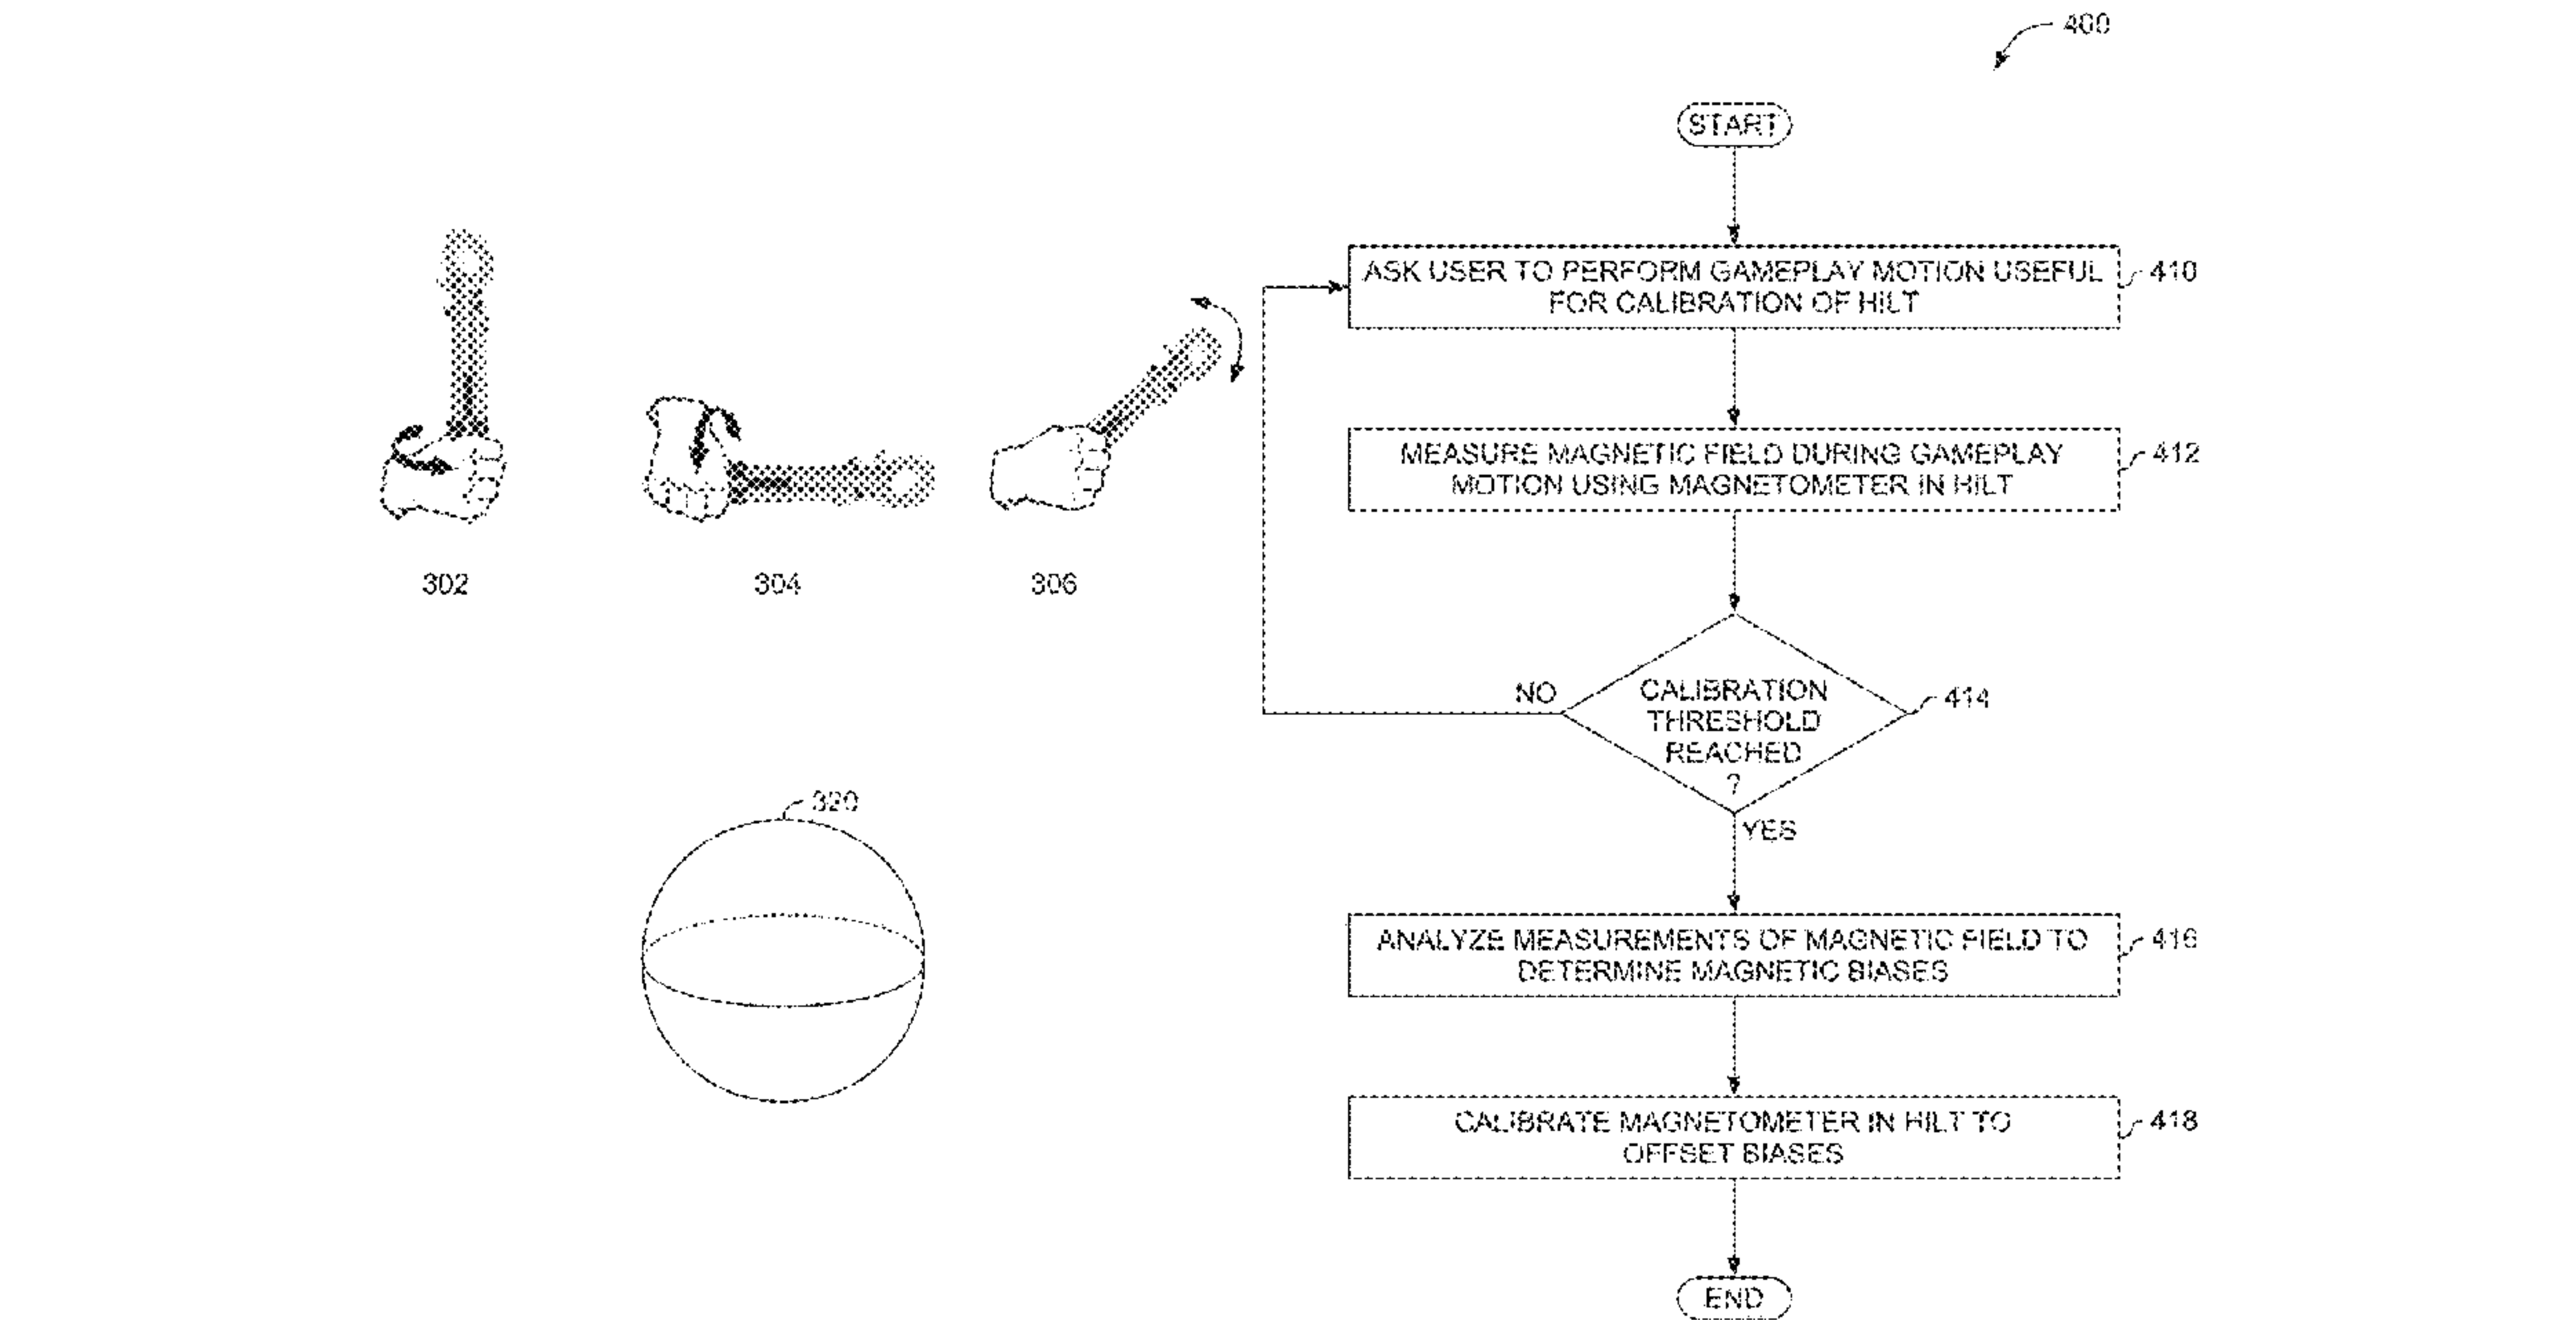 400
START
ASK USER TO PERFORM GAMEPLAY MOTION USEFUL
FOR CALIBRATION OF HILT
410
MEASURE MAGNETIC FIELD DURING GAMEPLAY
MOTION USING MAGNETOMETER IN HILT
412
302
304
306
NO
CALIBRATION
THRESHOLD
REACHED
?
414
YES
320
ANALYZE MEASUREMENTS OF MAGNETIC FIELD TO
DETERMINE MAGNETIC BIASES
416
CALIBRATE MAGNETOMETER IN HILT TO
OFFSET BIASES
418
END